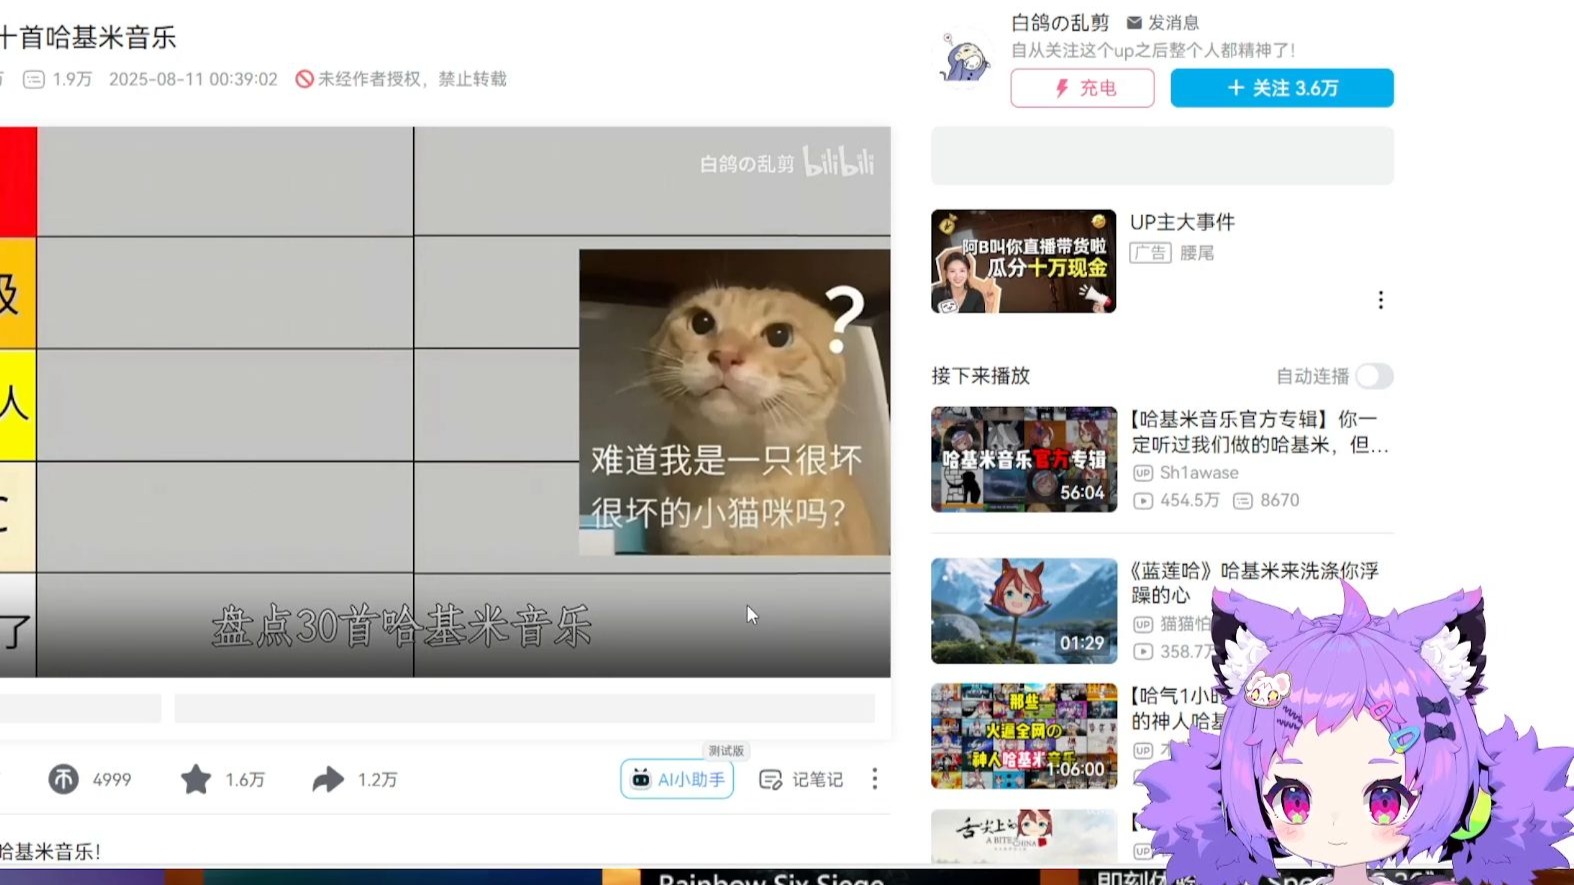 十首哈基米音乐
白鸽の乱剪 发消息
自从关注这个up之后整个人都精神了!
1.9万 2025-08-11 00:39:02 未经作者授权，禁止转载
充电
+ 关注 3.6万
白鸽の乱剪 bilibili
级
人
了
?
难道我是一只很坏
很坏的小猫咪吗?
盘点30首哈基米音乐
阿B叫你直播带货啦
瓜分十万现金
UP主大事件
广告 腰尾
接下来播放
自动连播
哈基米音乐官方专辑
56:04
【哈基米音乐官方专辑】你一
定听过我们做的哈基米，但...
UP Sh1awase
454.5万 8670
01:29
《蓝莲哈》哈基米来洗涤你浮
躁的心
UP 猫猫怕
358.7万
那些
火遍全网の
神人哈基米音乐
1:06:00
【哈气1小时
的神人哈基
UP
舌尖上的
A BITE OF CHINA
UP
4999 1.6万 1.2万
测试版
AI小助手
记笔记
哈基米音乐!
Rainbow Six Siege
即刻体